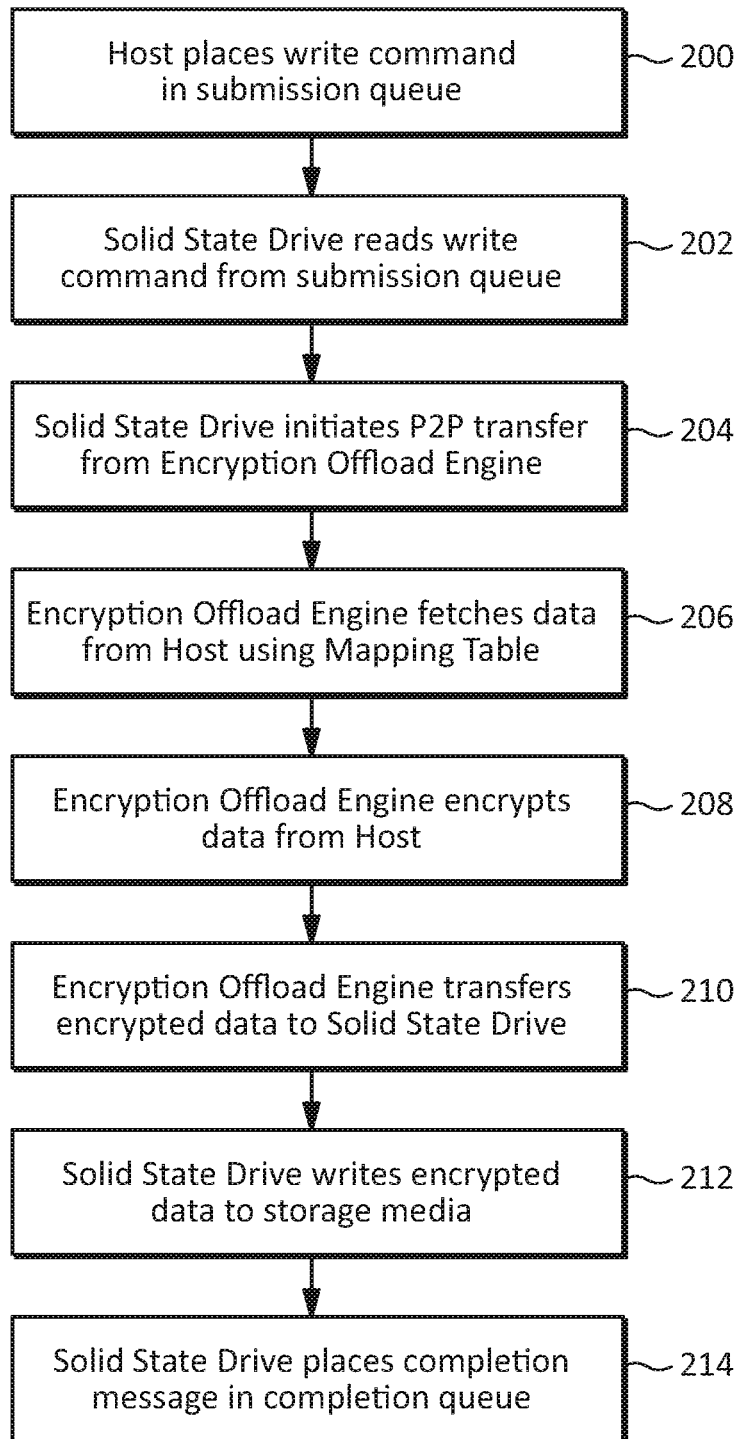 Host places write command
in submission queue
200
Solid State Drive reads write
command from submission queue
202
Solid State Drive initiates P2P transfer
from Encryption Offload Engine
204
Encryption Offload Engine fetches data
from Host using Mapping Table
206
Encryption Offload Engine encrypts
data from Host
208
Encryption Offload Engine transfers
encrypted data to Solid State Drive
210
Solid State Drive writes encrypted
data to storage media
212
Solid State Drive places completion
message in completion queue
214